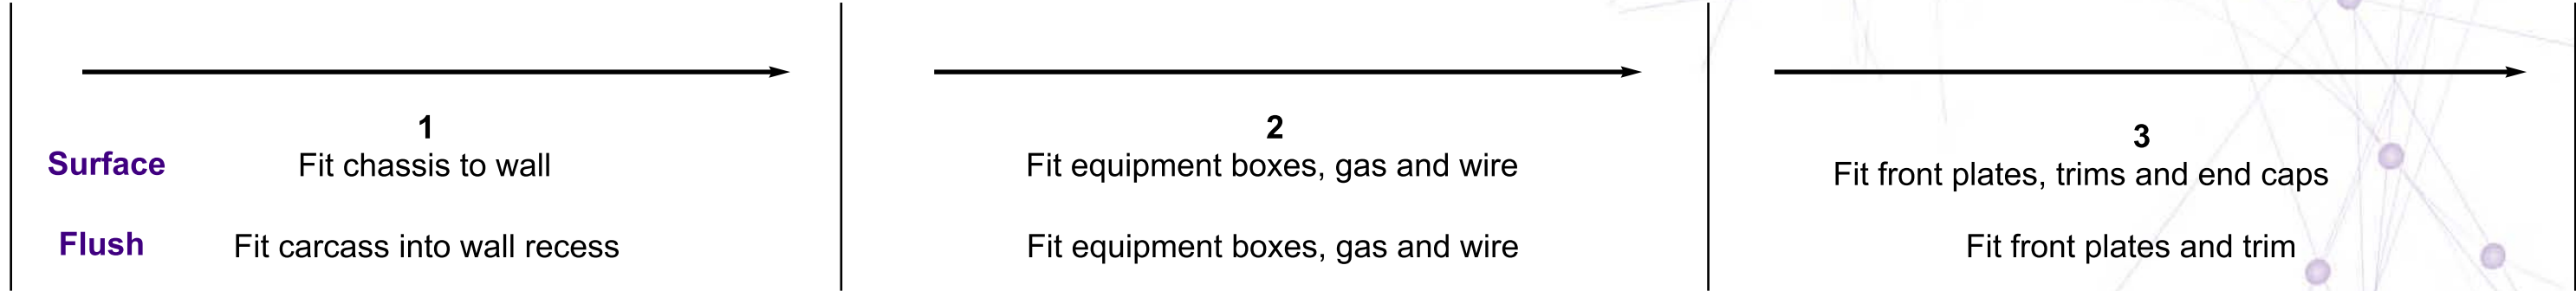 1
Surface Fit chassis to wall
Flush Fit carcass into wall recess
2
Fit equipment boxes, gas and wire
Fit equipment boxes, gas and wire
3
Fit front plates, trims and end caps
Fit front plates and trim